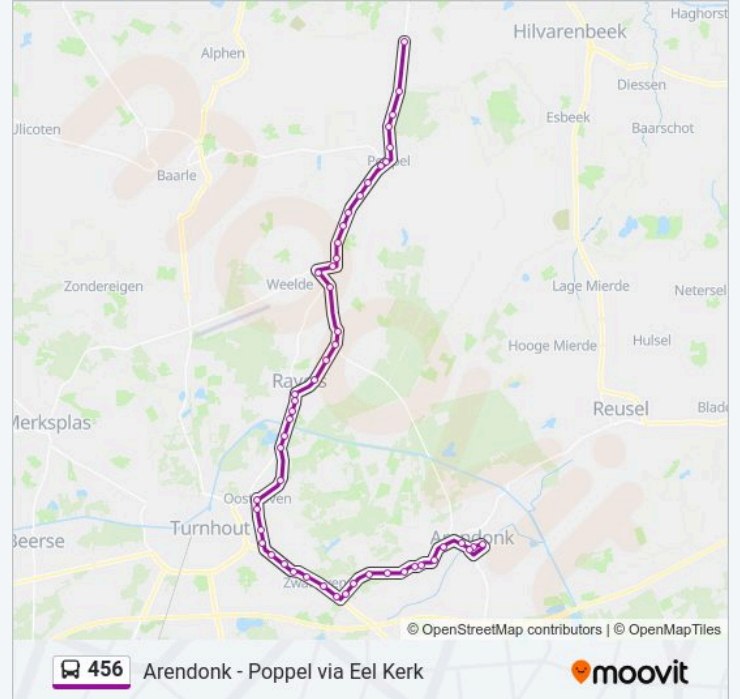 Haghorst
Hilvarenbeek
Alphen
Diessen
Esbeek
Baarschot
Ulicoten
Poppel
Baarle
Zondereigen
Weelde
Lage Mierde
Netersel
Hooge Mierde
Hulsel
Ravels
Reusel
Blade
Merksplas
Oosthoven
Turnhout
Beerse
Arendonk
© OpenStreetMap contributors | © OpenMapTiles
456 Arendonk - Poppel via Eel Kerk
moovit